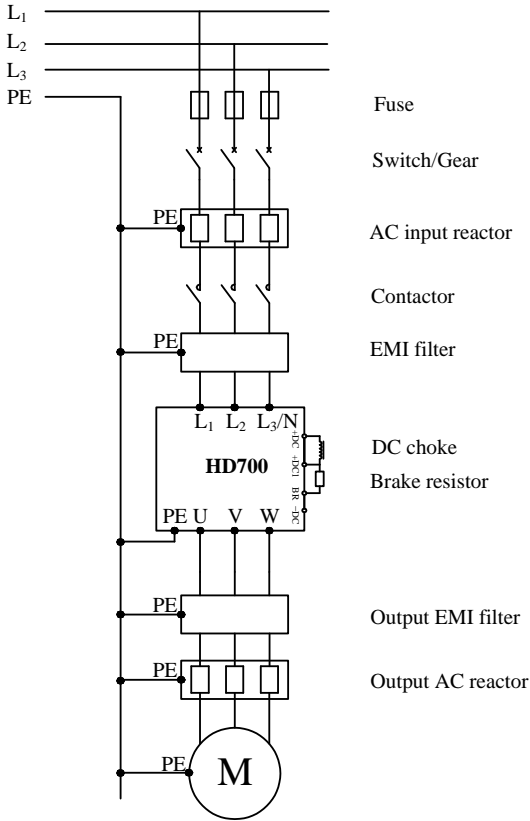 L1
L2
L3
PE
Fuse
Switch/Gear
PE
AC input reactor
Contactor
PE
EMI filter
L1 L2 L3/N
+DC
+DC1
BR
−DC
DC choke
HD700
Brake resistor
PE U V W
PE
Output EMI filter
PE
Output AC reactor
PE
M